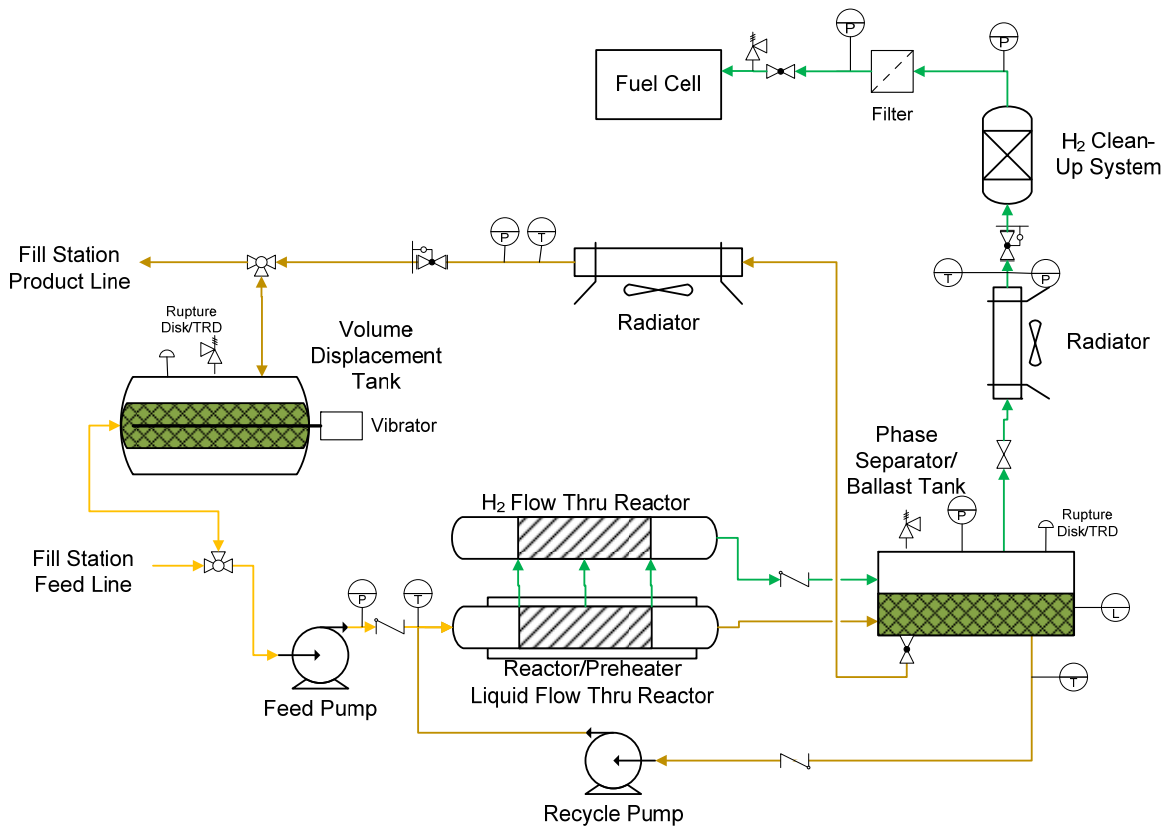 P
P
Fuel Cell
Filter
H2 Clean-
Up System
Fill Station
Product Line
P
T
T
P
Rupture
Disk/TRD
Volume
Displacement
Tank
Radiator
Radiator
Vibrator
Phase
Separator/
Ballast Tank
H2 Flow Thru Reactor
P
Rupture
Disk/TRD
Fill Station
Feed Line
P
T
L
Reactor/Preheater
Liquid Flow Thru Reactor
T
Feed Pump
Recycle Pump